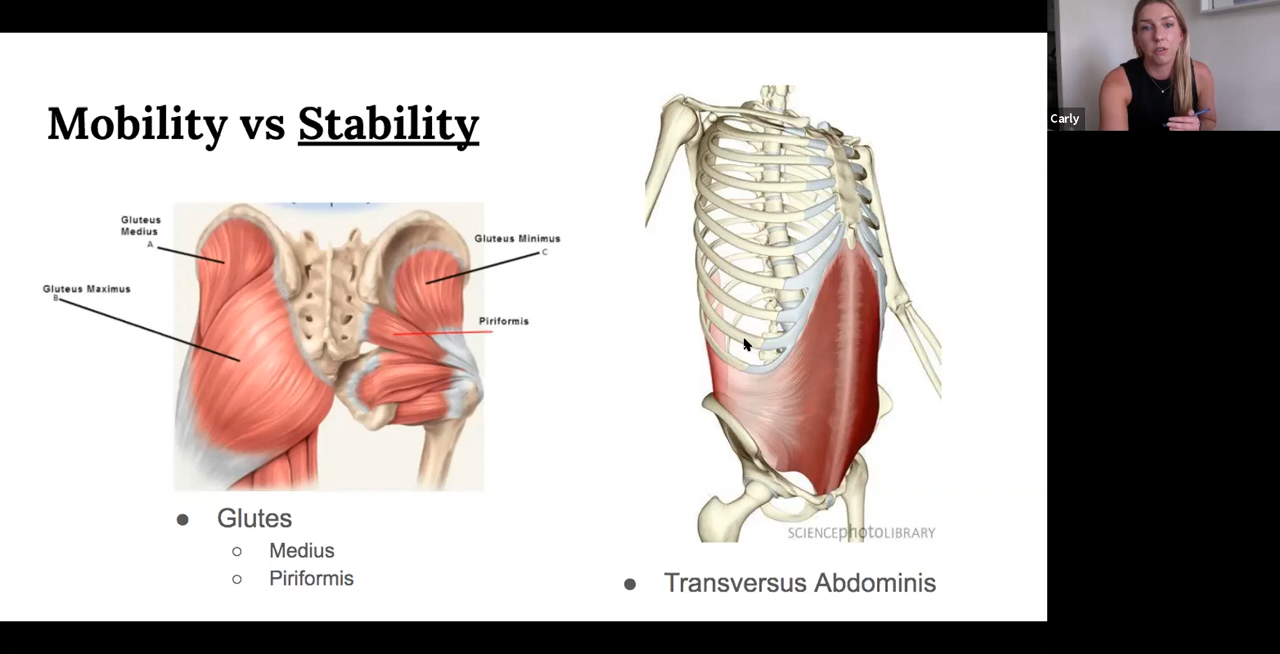 Mobility vs Stability
Gluteus
Medius
A
Gluteus Minimus
C
Gluteus Maximus
B
Piriformis
● Glutes
○ Medius
○ Piriformis
SCIENCEphotoLIBRARY
● Transversus Abdominis
Carly